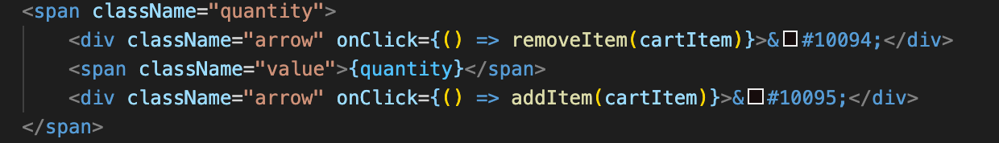 <span className="quantity">
<div className="arrow" onClick={() => removeItem(cartItem)}>&#10094;</div>
<span className="value">{quantity}</span>
<div className="arrow" onClick={() => addItem(cartItem)}>&#10095;</div>
</span>